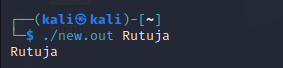 ┌──(kali㉿kali)-[~]
└─$ ./new.out Rutuja
Rutuja